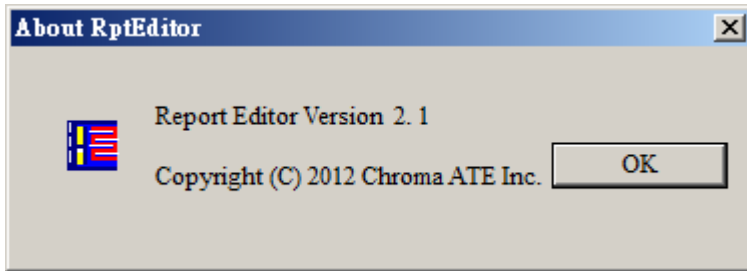 About RptEditor
Report Editor Version 2. 1
Copyright (C) 2012 Chroma ATE Inc.
OK